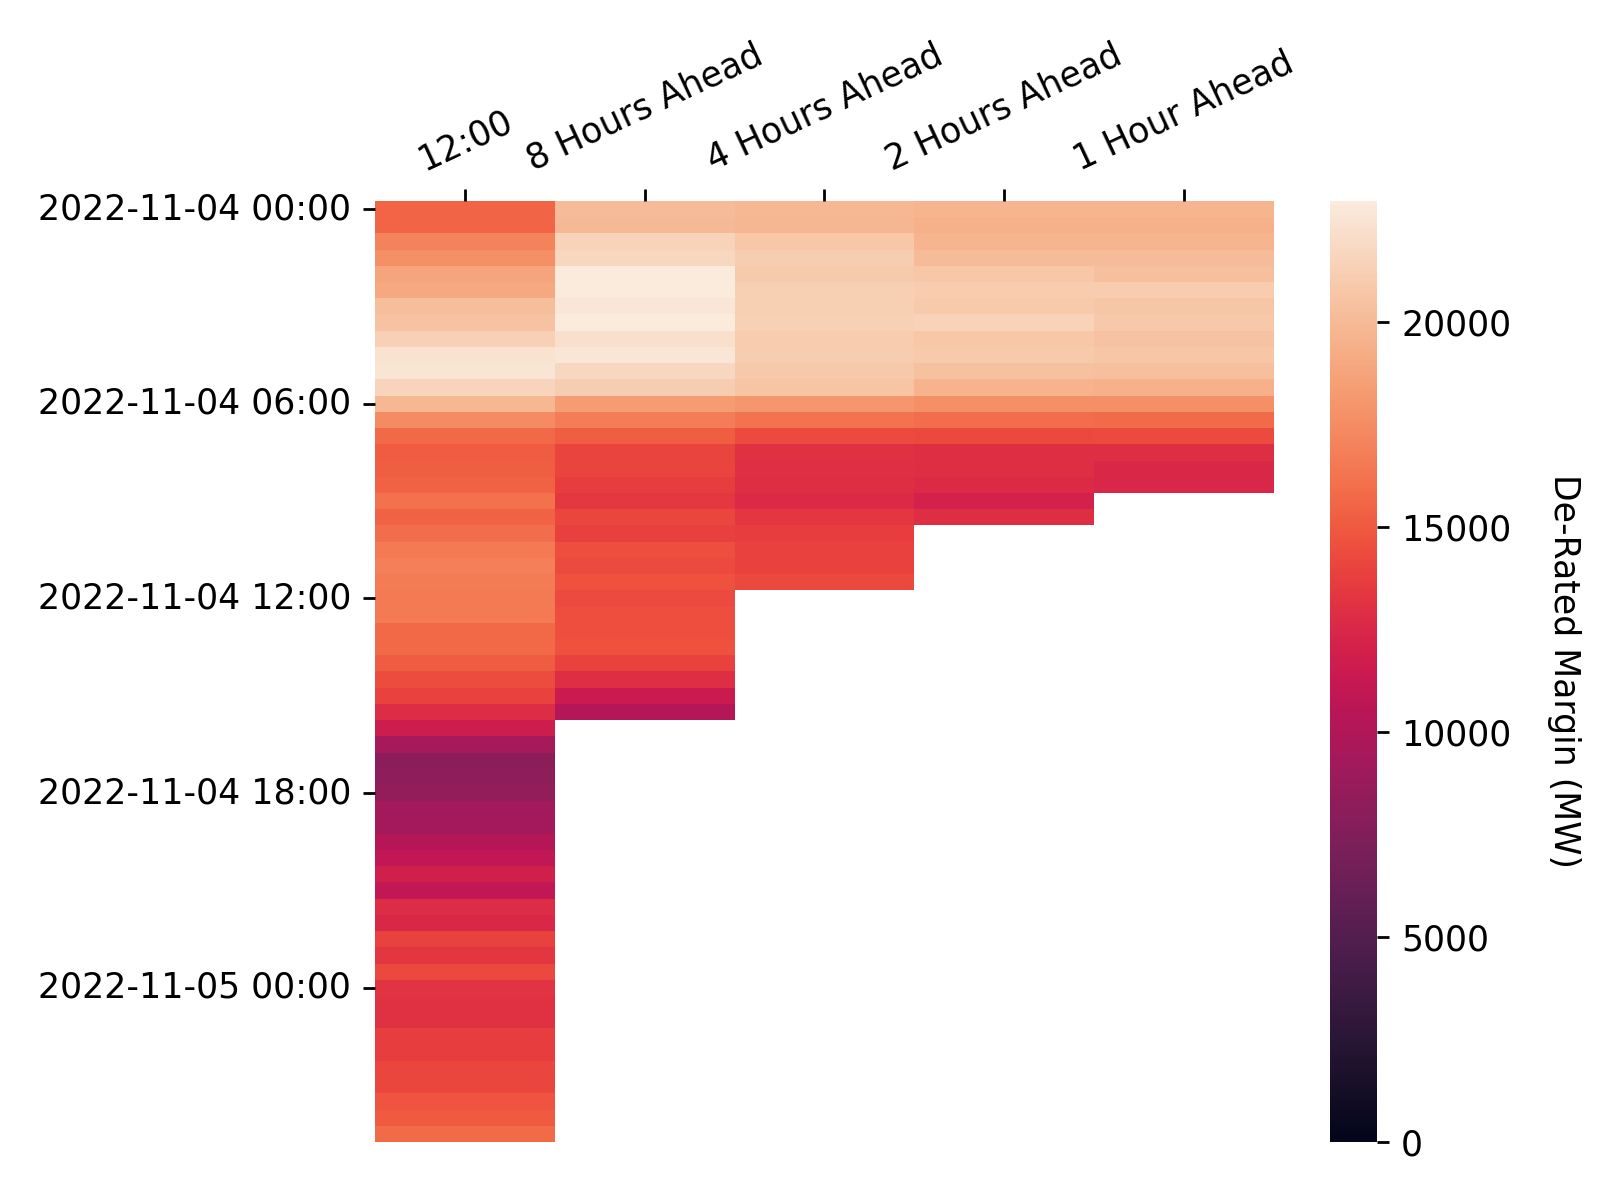 12:00
8 Hours Ahead
4 Hours Ahead
2 Hours Ahead
1 Hour Ahead
2022-11-04 00:00
2022-11-04 06:00
2022-11-04 12:00
2022-11-04 18:00
2022-11-05 00:00
20000
15000
10000
5000
0
De-Rated Margin (MW)